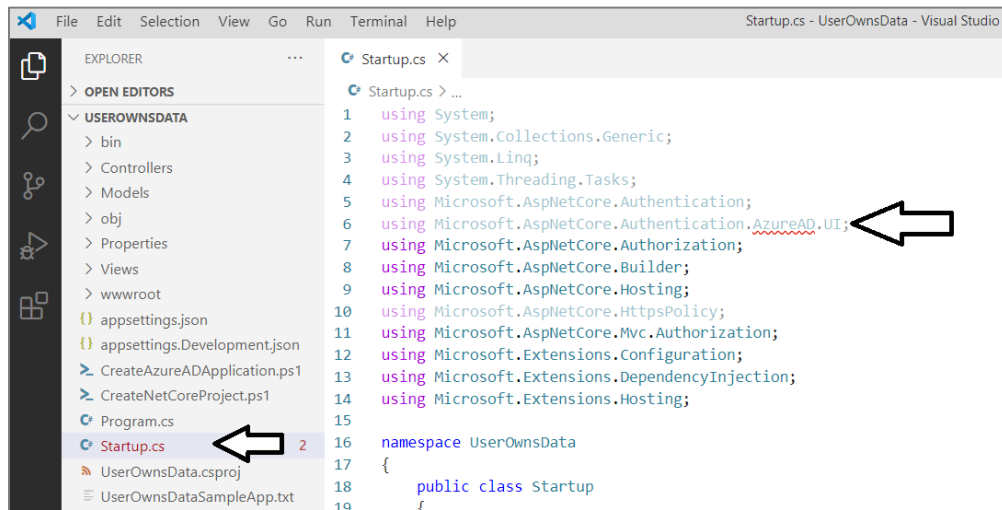 File Edit Selection View Go Run Terminal Help
Startup.cs - UserOwnsData - Visual Studio
EXPLORER ...
OPEN EDITORS
USEROWNSDATA
> bin
> Controllers
> Models
> obj
> Properties
> Views
> wwwroot
{} appsettings.json
{} appsettings.Development.json
CreateAzureADApplication.ps1
CreateNetCoreProject.ps1
C# Program.cs
C# Startup.cs 2
UserOwnsData.csproj
UserOwnsDataSampleApp.txt
C# Startup.cs ×
C# Startup.cs > ...
1 using System;
2 using System.Collections.Generic;
3 using System.Linq;
4 using System.Threading.Tasks;
5 using Microsoft.AspNetCore.Authentication;
6 using Microsoft.AspNetCore.Authentication.AzureAD.UI;
7 using Microsoft.AspNetCore.Authorization;
8 using Microsoft.AspNetCore.Builder;
9 using Microsoft.AspNetCore.Hosting;
10 using Microsoft.AspNetCore.HttpsPolicy;
11 using Microsoft.AspNetCore.Mvc.Authorization;
12 using Microsoft.Extensions.Configuration;
13 using Microsoft.Extensions.DependencyInjection;
14 using Microsoft.Extensions.Hosting;
15
16 namespace UserOwnsData
17 {
18 public class Startup
19 {